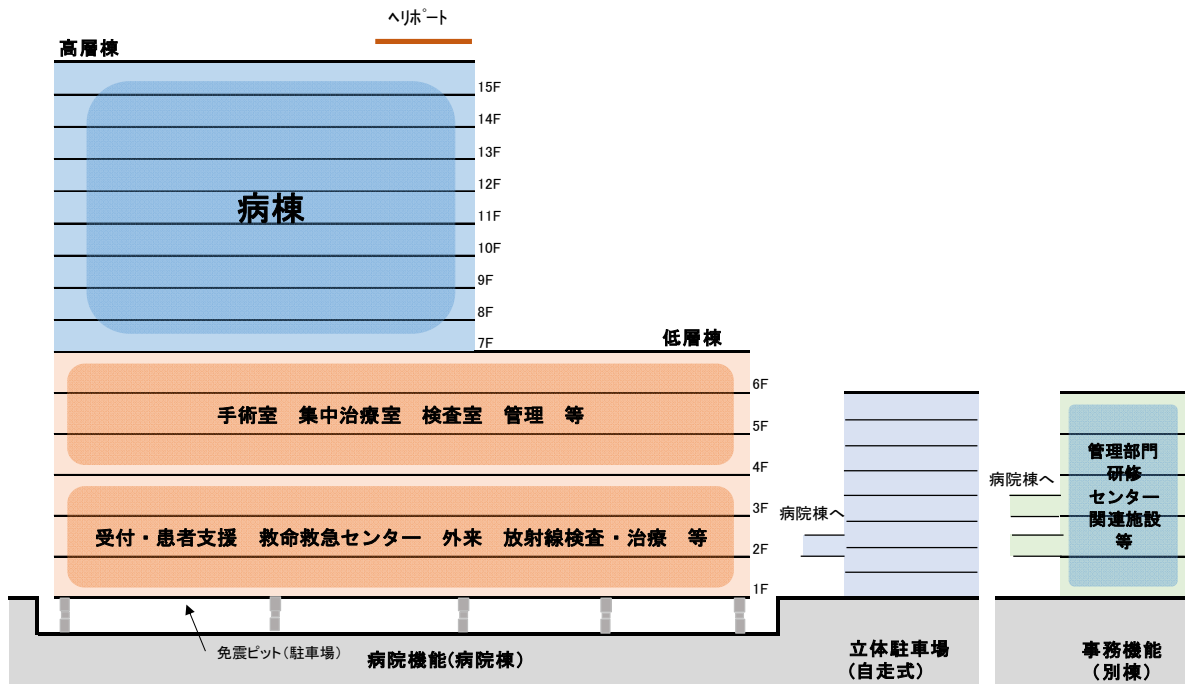 ヘリポート
高層棟
15F
14F
13F
12F
病棟
11F
10F
9F
8F
7F
低層棟
6F
手術室　集中治療室　検査室　管理　等
5F
4F
3F
受付・患者支援　救命救急センター　外来　放射線検査・治療　等
2F
1F
免震ピット(駐車場)
病院機能(病院棟)
病院棟へ
立体駐車場
(自走式)
病院棟へ
管理部門
研修
センター
関連施設
等
事務機能
(別棟)